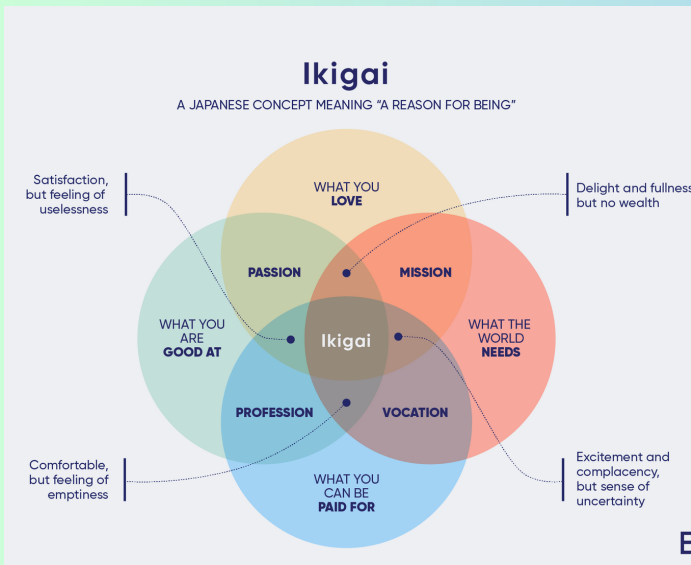 Ikigai
A JAPANESE CONCEPT MEANING “A REASON FOR BEING”
Satisfaction,
but feeling of
uselessness
WHAT YOU
LOVE
Delight and fullness
but no wealth
PASSION
MISSION
WHAT YOU
ARE
GOOD AT
Ikigai
WHAT THE
WORLD
NEEDS
PROFESSION
VOCATION
Comfortable,
but feeling of
emptiness
WHAT YOU
CAN BE
PAID FOR
Excitement and
complacency,
but sense of
uncertainty